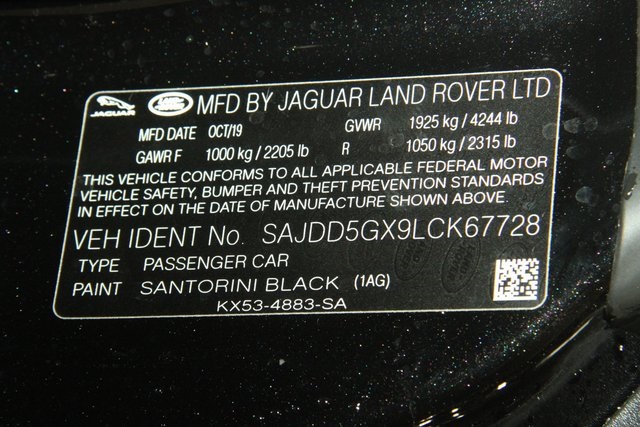 JAGUAR LAND ROVER MFD BY JAGUAR LAND ROVER LTD
MFD DATE OCT/19 GVWR 1925 kg / 4244 lb
GAWR F 1000 kg / 2205 lb R 1050 kg / 2315 lb
THIS VEHICLE CONFORMS TO ALL APPLICABLE FEDERAL MOTOR
VEHICLE SAFETY, BUMPER AND THEFT PREVENTION STANDARDS
IN EFFECT ON THE DATE OF MANUFACTURE SHOWN ABOVE.
VEH IDENT No. SAJDD5GX9LCK67728
TYPE PASSENGER CAR
PAINT SANTORINI BLACK (1AG)
KX53-4883-SA